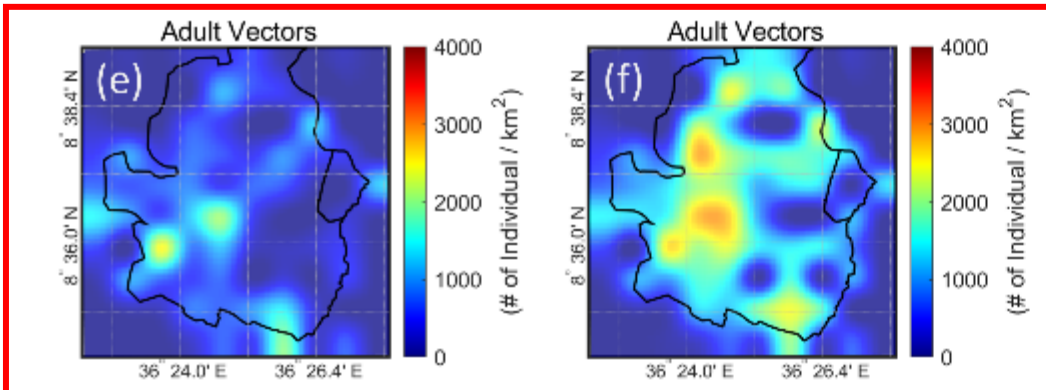 Adult Vectors
(e)
8° 38.4' N
8° 36.0' N
36° 24.0' E
36° 26.4' E
4000
3000
2000
1000
0
(# of Individual / km²)
Adult Vectors
(f)
8° 38.4' N
8° 36.0' N
36° 24.0' E
36° 26.4' E
4000
3000
2000
1000
0
(# of Individual / km²)